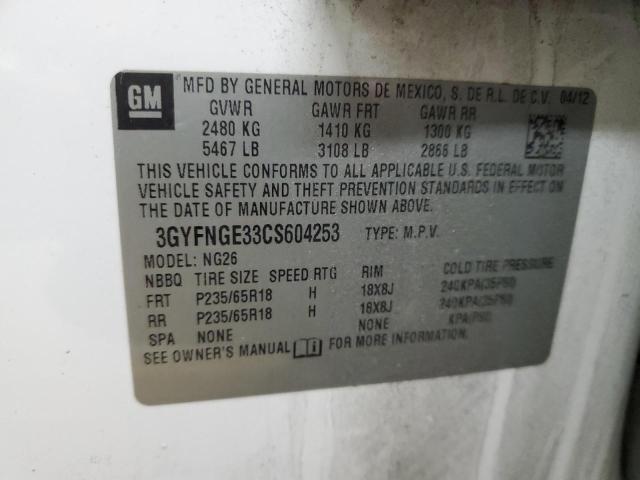 GM
MFD BY GENERAL MOTORS DE MEXICO, S. DE R.L. DE C.V. 04/12
GVWR GAWR FRT GAWR RR
2480 KG 1410 KG 1300 KG
5467 LB 3108 LB 2866 LB
THIS VEHICLE CONFORMS TO ALL APPLICABLE U.S. FEDERAL MOTOR
VEHICLE SAFETY AND THEFT PREVENTION STANDARDS IN EFFECT ON
THE DATE OF MANUFACTURE SHOWN ABOVE.
3GYFNGE33CS604253 TYPE: M.P.V.
MODEL: NG26
NBBQ TIRE SIZE SPEED RTG RIM COLD TIRE PRESSURE
FRT P235/65R18 H 18X8J 240KPA(35PSI)
RR P235/65R18 H 18X8J 240KPA(35PSI)
SPA NONE NONE KPA(PSI)
SEE OWNER'S MANUAL FOR MORE INFORMATION.